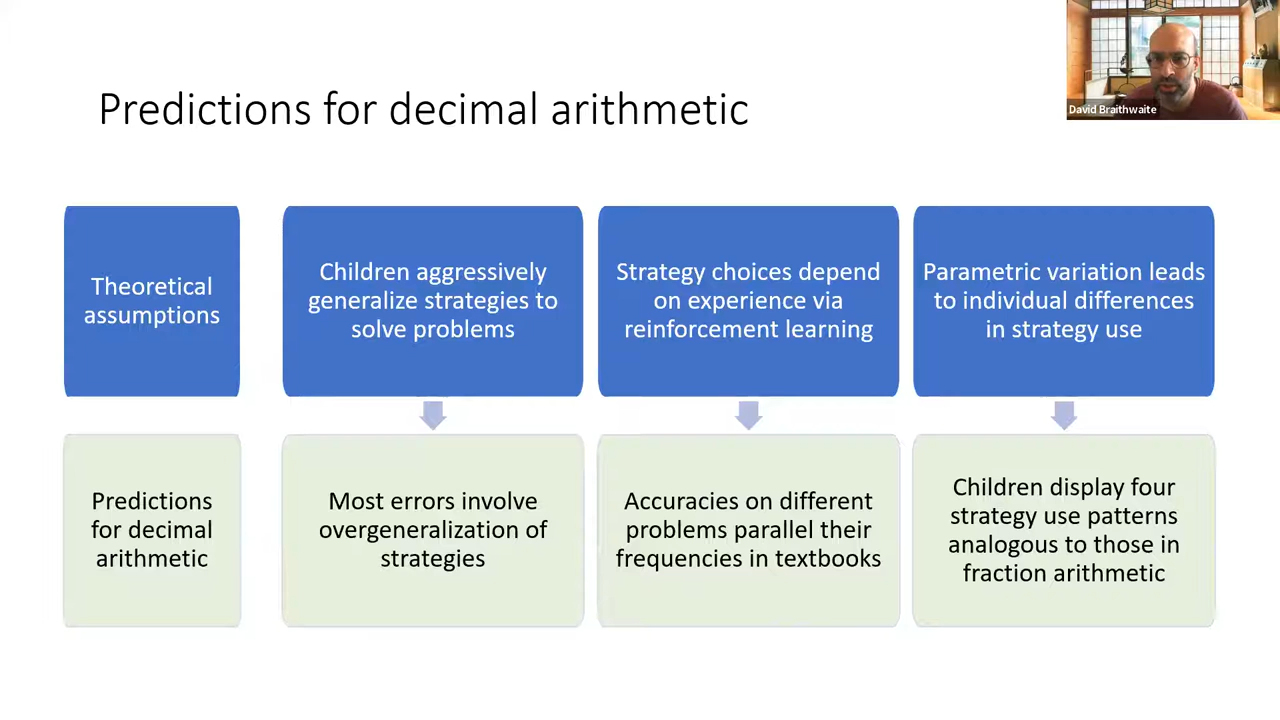 David Braithwaite
Predictions for decimal arithmetic
Theoretical
assumptions
Children aggressively
generalize strategies to
solve problems
Strategy choices depend
on experience via
reinforcement learning
Parametric variation leads
to individual differences
in strategy use
Predictions
for decimal
arithmetic
Most errors involve
overgeneralization of
strategies
Accuracies on different
problems parallel their
frequencies in textbooks
Children display four
strategy use patterns
analogous to those in
fraction arithmetic